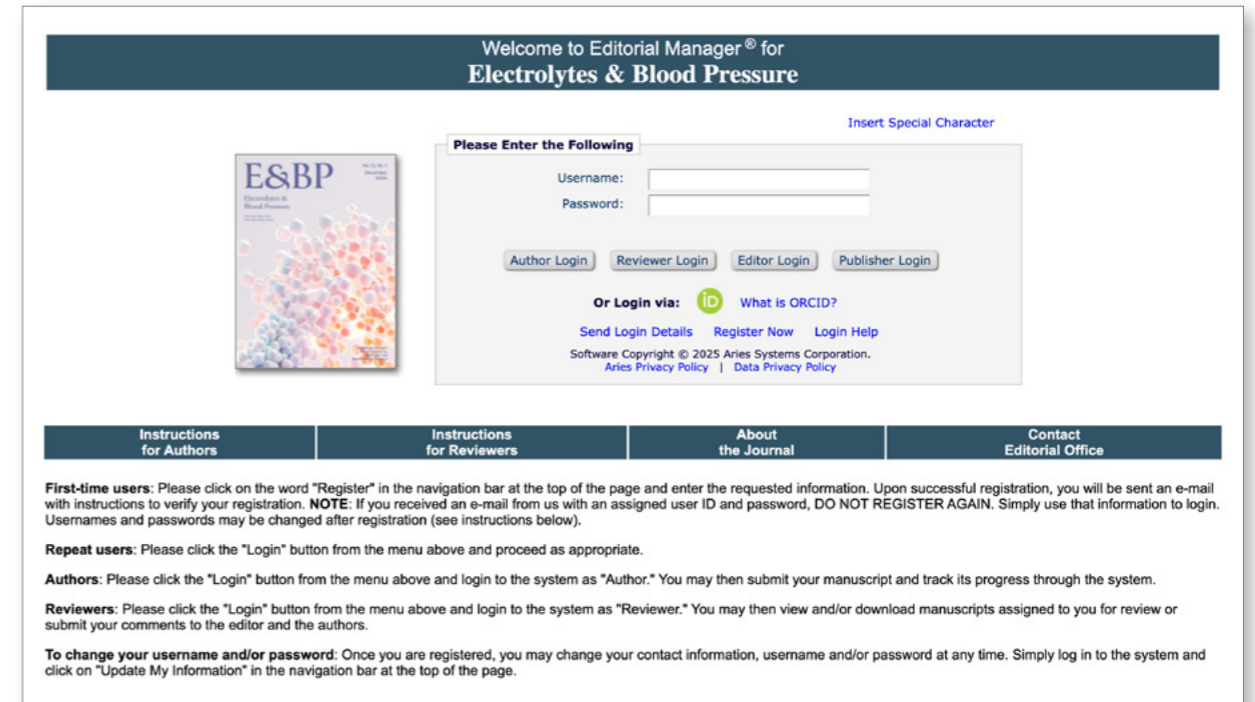 Welcome to Editorial Manager® for
Electrolytes & Blood Pressure
Insert Special Character
Please Enter the Following
E&BP
Electrolytes &
Blood Pressure
Username:
Password:
Author Login Reviewer Login Editor Login Publisher Login
Or Login via: iD What is ORCID?
Send Login Details Register Now Login Help
Software Copyright © 2025 Aries Systems Corporation.
Aries Privacy Policy | Data Privacy Policy
Instructions for Authors
Instructions for Reviewers
About the Journal
Contact Editorial Office
First-time users: Please click on the word "Register" in the navigation bar at the top of the page and enter the requested information. Upon successful registration, you will be sent an e-mail
with instructions to verify your registration. NOTE: If you received an e-mail from us with an assigned user ID and password, DO NOT REGISTER AGAIN. Simply use that information to login.
Usernames and passwords may be changed after registration (see instructions below).
Repeat users: Please click the "Login" button from the menu above and proceed as appropriate.
Authors: Please click the "Login" button from the menu above and login to the system as "Author." You may then submit your manuscript and track its progress through the system.
Reviewers: Please click the "Login" button from the menu above and login to the system as "Reviewer." You may then view and/or download manuscripts assigned to you for review or
submit your comments to the editor and the authors.
To change your username and/or password: Once you are registered, you may change your contact information, username and/or password at any time. Simply log in to the system and
click on "Update My Information" in the navigation bar at the top of the page.